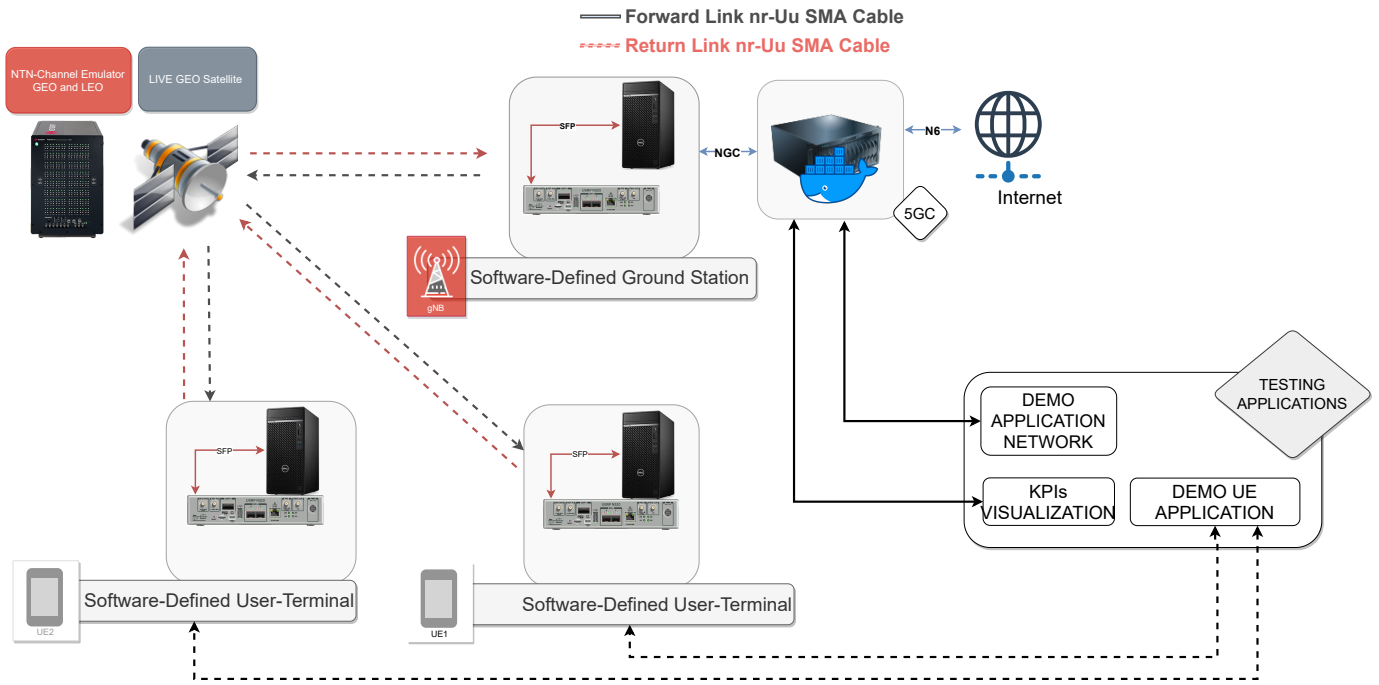 Forward Link nr-Uu SMA Cable
Return Link nr-Uu SMA Cable
NTN-Channel Emulator
GEO and LEO
LIVE GEO Satellite
SFP
NGC
N6
Internet
5GC
gNB
Software-Defined Ground Station
TESTING
APPLICATIONS
DEMO
APPLICATION
NETWORK
KPIs
VISUALIZATION
DEMO UE
APPLICATION
SFP
SFP
UE2
Software-Defined User-Terminal
UE1
Software-Defined User-Terminal